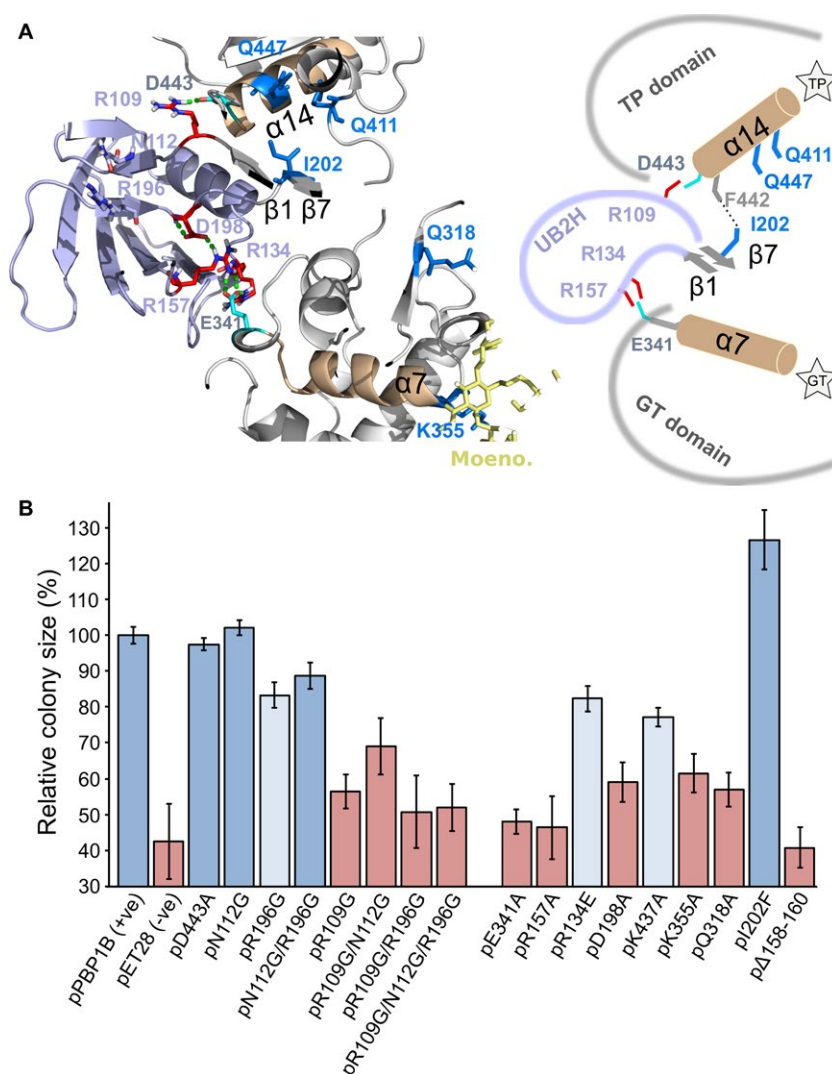 A
Q447
D443
R109
α14
Q411
N112
I202
R196
β1 β7
D198
R134
Q318
R157
E341
α7
K355
Moeno.
TP domain
TP
α14
Q411
D443
Q447
F442
R109
UB2H
I202
R134
β7
R157
β1
E341
α7
GT
GT domain
B
Relative colony size (%)
130
120
110
100
90
80
70
60
50
40
30
pPBP1B (+ve)
pET28 (-ve)
pD443A
pN112G
pR196G
pN112G/R196G
pR109G
pR109G/N112G
pR109G/R196G
pR109G/N112G/R196G
pE341A
pR157A
pR134E
pD198A
pK437A
pK355A
pQ318A
pI202F
pΔ158-160